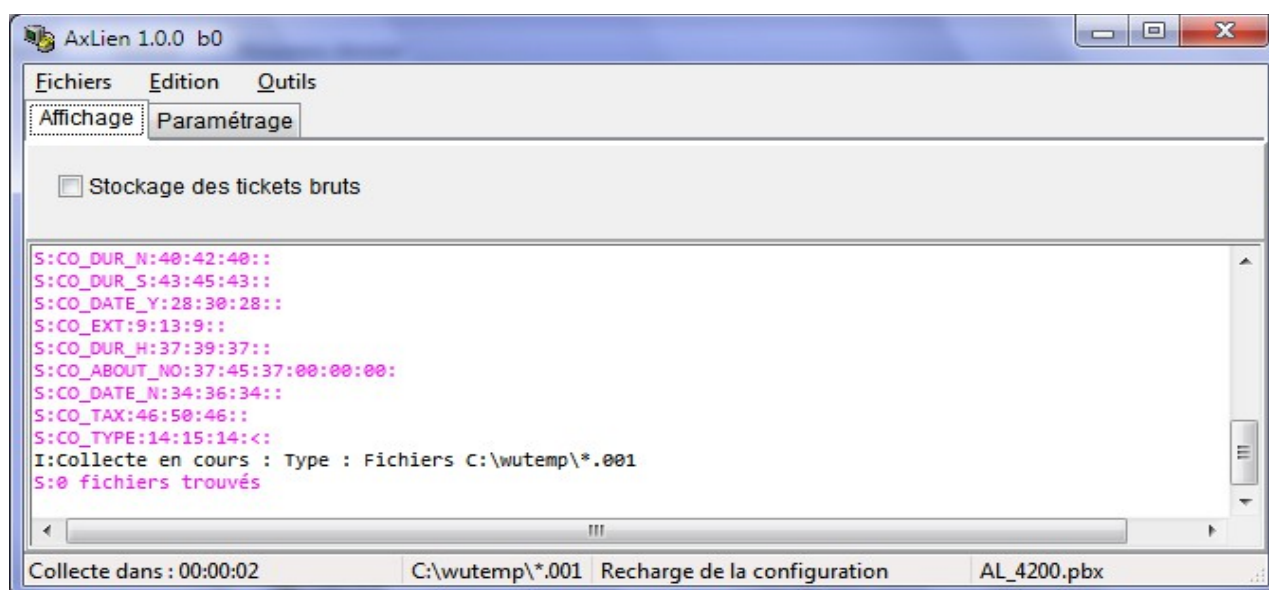 AxLien 1.0.0 b0
Fichiers Edition Outils
Affichage Paramétrage
Stockage des tickets bruts
S:CO_DUR_N:40:42:40::
S:CO_DUR_S:43:45:43::
S:CO_DATE_Y:28:30:28::
S:CO_EXT:9:13:9::
S:CO_DUR_H:37:39:37::
S:CO_ABOUT_NO:37:45:37:00:00:00:
S:CO_DATE_N:34:36:34::
S:CO_TAX:46:50:46::
S:CO_TYPE:14:15:14:<:
I:Collecte en cours : Type : Fichiers C:\wutemp\*.001
S:0 fichiers trouvés
Collecte dans : 00:00:02 C:\wutemp\*.001 Recharge de la configuration AL_4200.pbx